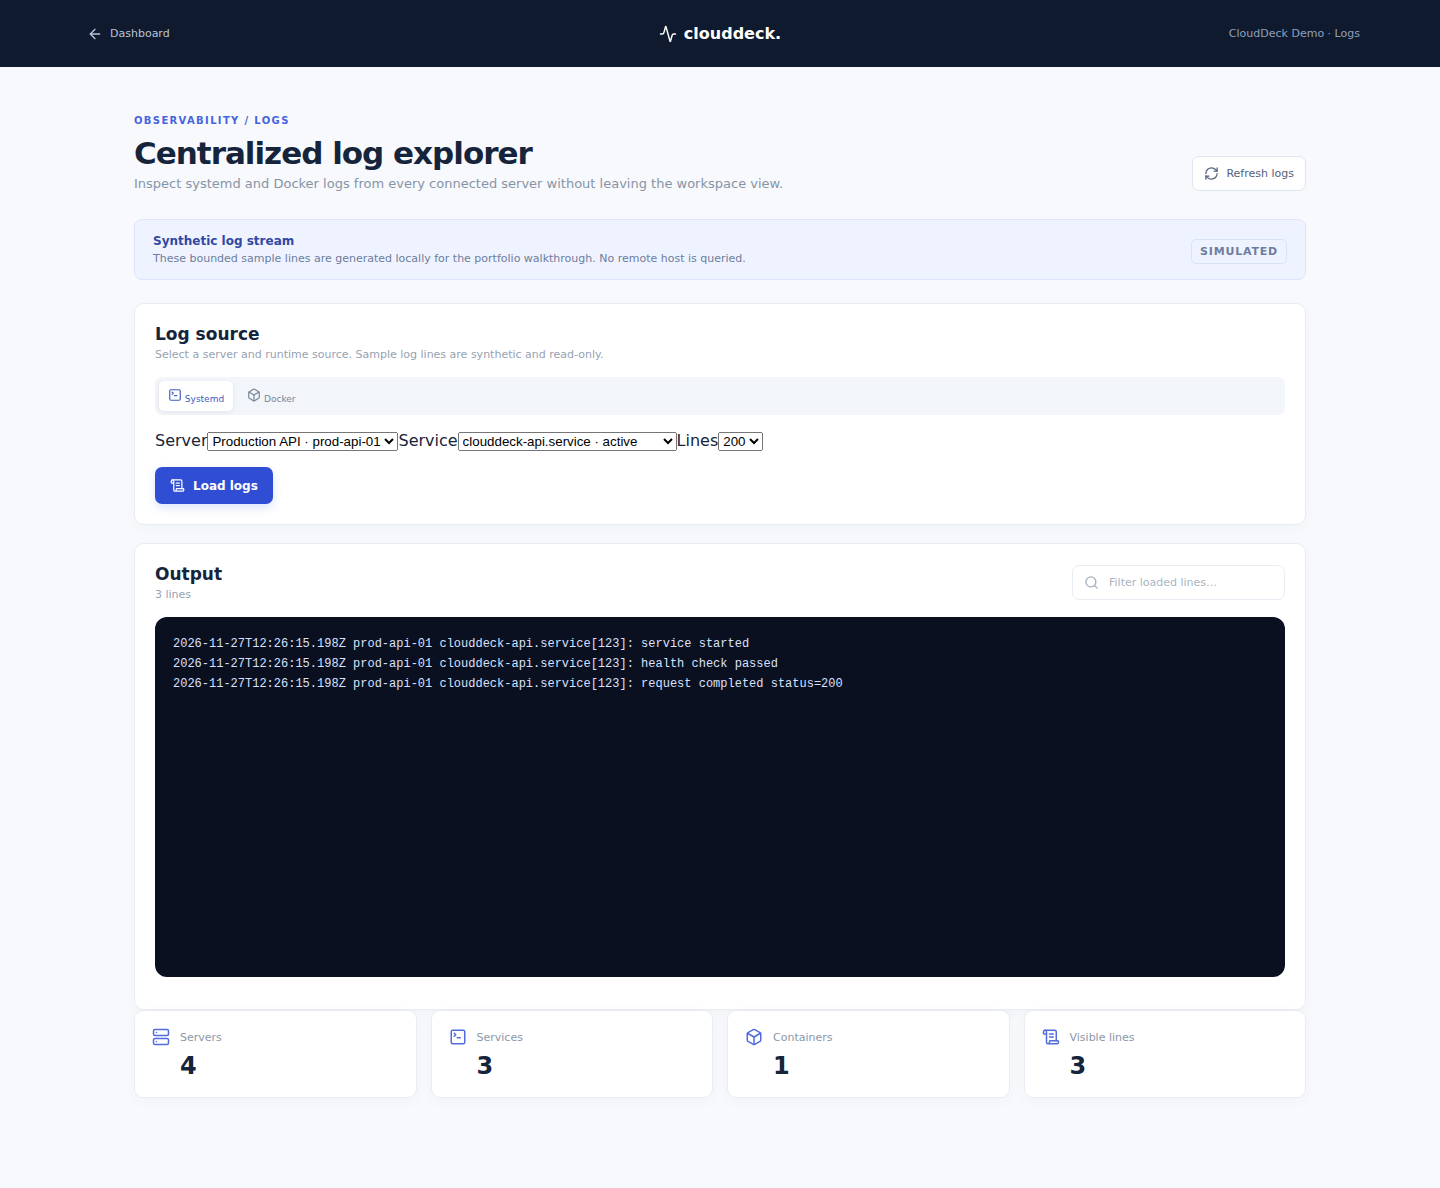 Dashboard
clouddeck.
CloudDeck Demo · Logs
OBSERVABILITY / LOGS
Centralized log explorer
Inspect systemd and Docker logs from every connected server without leaving the workspace view.
Refresh logs
Synthetic log stream
These bounded sample lines are generated locally for the portfolio walkthrough. No remote host is queried.
SIMULATED
Log source
Select a server and runtime source. Sample log lines are synthetic and read-only.
Systemd Docker
Server Production API · prod-api-01 Service clouddeck-api.service · active Lines 200
Load logs
Output
3 lines
Filter loaded lines...
2026-11-27T12:26:15.198Z prod-api-01 clouddeck-api.service[123]: service started
2026-11-27T12:26:15.198Z prod-api-01 clouddeck-api.service[123]: health check passed
2026-11-27T12:26:15.198Z prod-api-01 clouddeck-api.service[123]: request completed status=200
Servers
4
Services
3
Containers
1
Visible lines
3